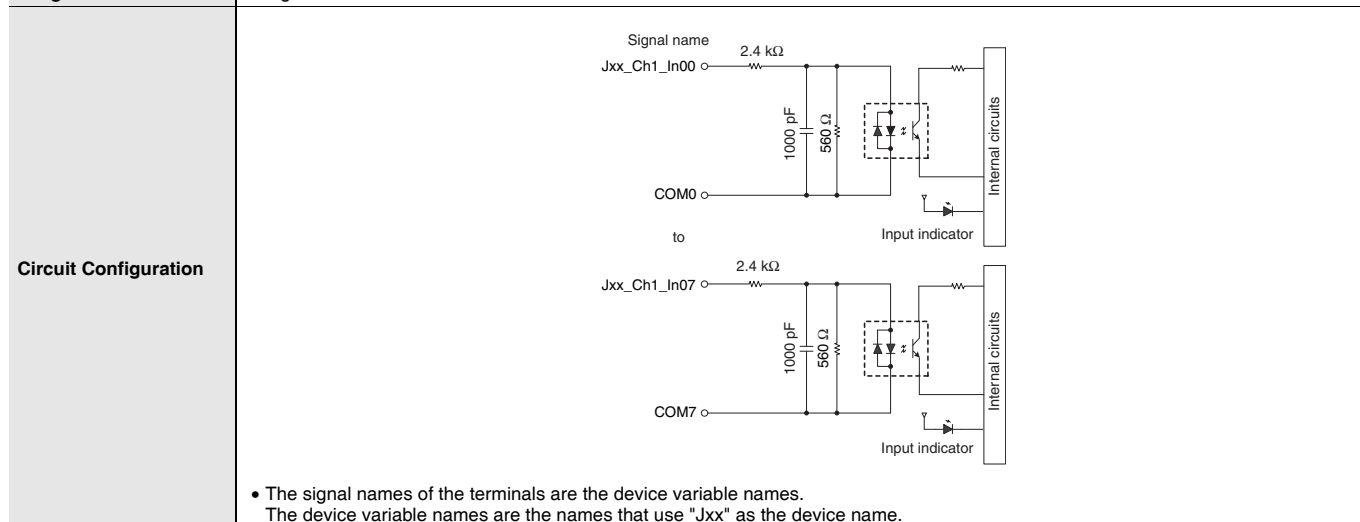 Signal name
2.4 kΩ
Jxx_Ch1_In00
1000 pF
560 Ω
Internal circuits
COM0
Input indicator
to
Circuit Configuration
2.4 kΩ
Jxx_Ch1_In07
1000 pF
560 Ω
Internal circuits
COM7
Input indicator
• The signal names of the terminals are the device variable names.
The device variable names are the names that use "Jxx" as the device name.